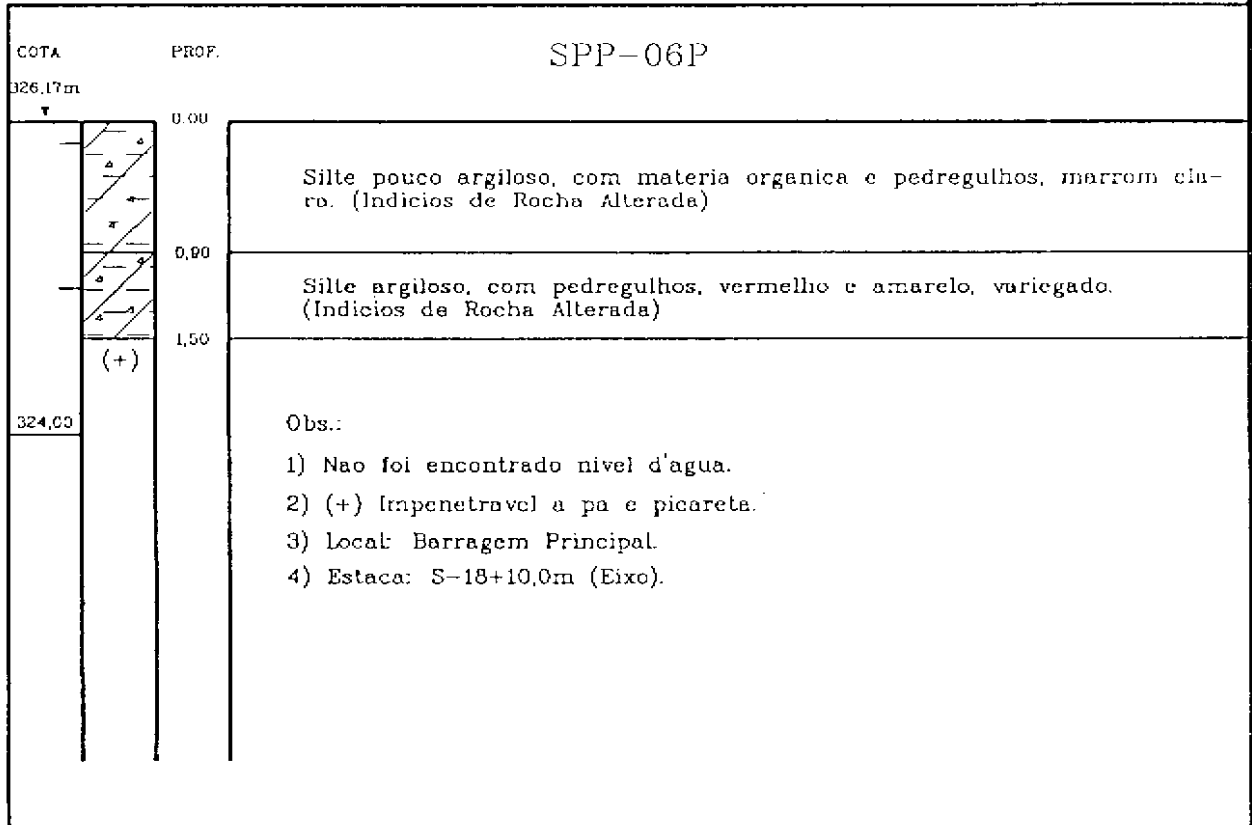 COTA
PROF.
SPP-06P
326,17m
0,00
Silte pouco argiloso, com materia organica e pedregulhos, marrom cla-
ro. (Indicios de Rocha Alterada)
0,90
Silte argiloso, com pedregulhos, vermelho e amarelo, variegado.
(Indicios de Rocha Alterada)
1,50
(+)
324,00
Obs.:
1) Nao foi encontrado nivel d'agua.
2) (+) Impenetravel a pa e picareta.
3) Local: Barragem Principal.
4) Estaca: S-18+10,0m (Eixo).